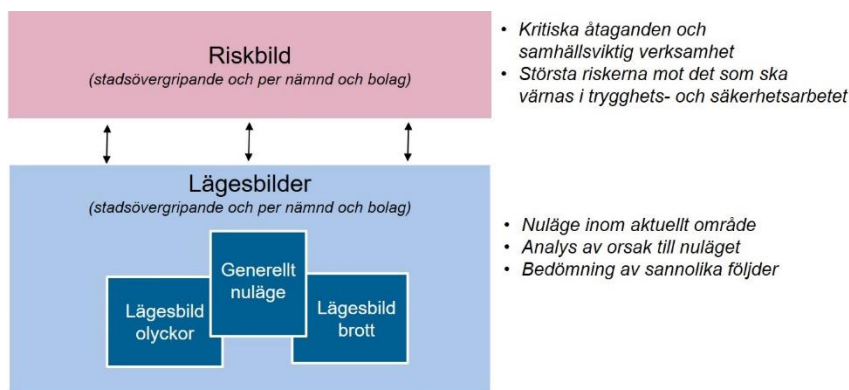 Riskbild
(stadsövergripande och per nämnd och bolag)
• Kritiska åtaganden och
samhällsviktig verksamhet
• Största riskerna mot det som ska
värnas i trygghets- och säkerhetsarbetet
Lägesbilder
(stadsövergripande och per nämnd och bolag)
Generellt
nuläge
Lägesbild
olyckor
Lägesbild
brott
• Nuläge inom aktuellt område
• Analys av orsak till nuläget
• Bedömning av sannolika följder